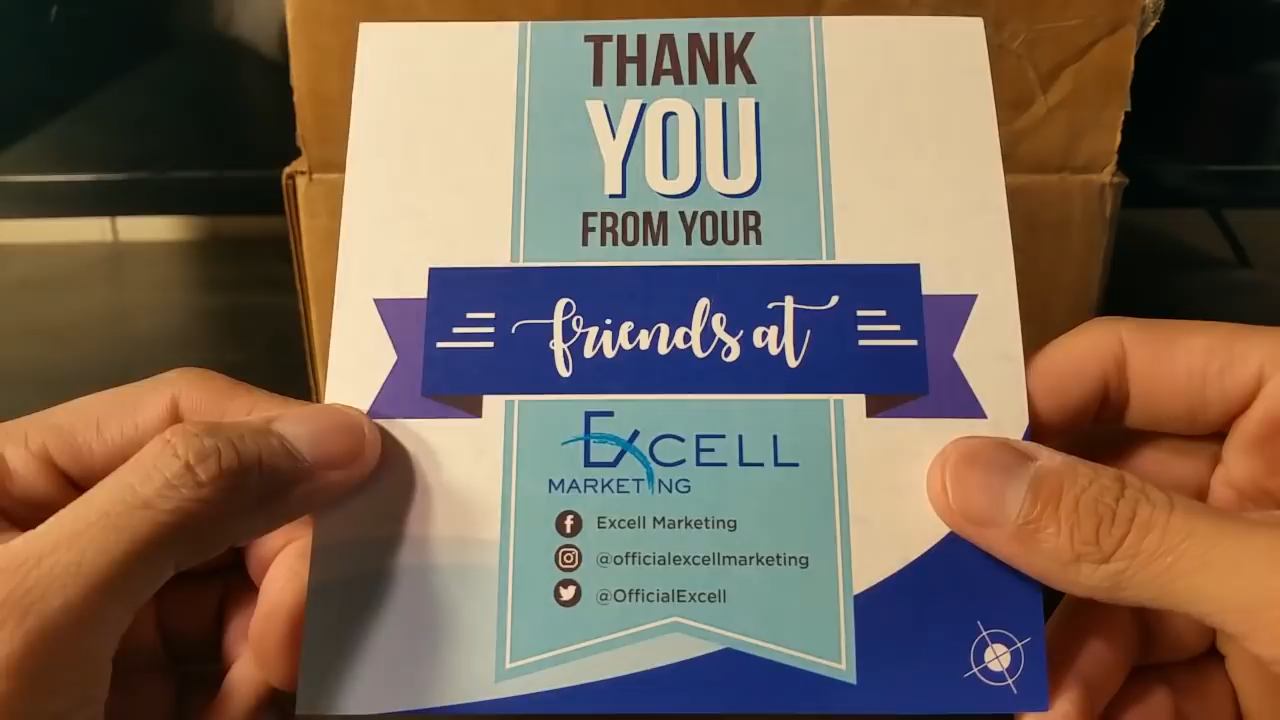 THANK
YOU
FROM YOUR
friends at
EXCELL
MARKETING
Excell Marketing
@officialexcellmarketing
@OfficialExcell